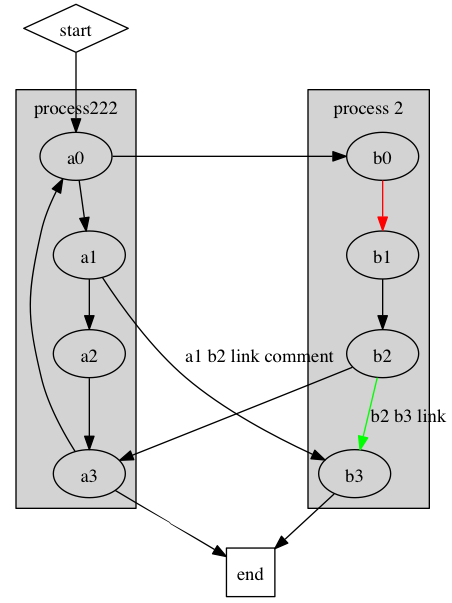 start
process222
process 2
a0
b0
a1
b1
a1 b2 link comment
a2
b2
b2 b3 link
a3
b3
end